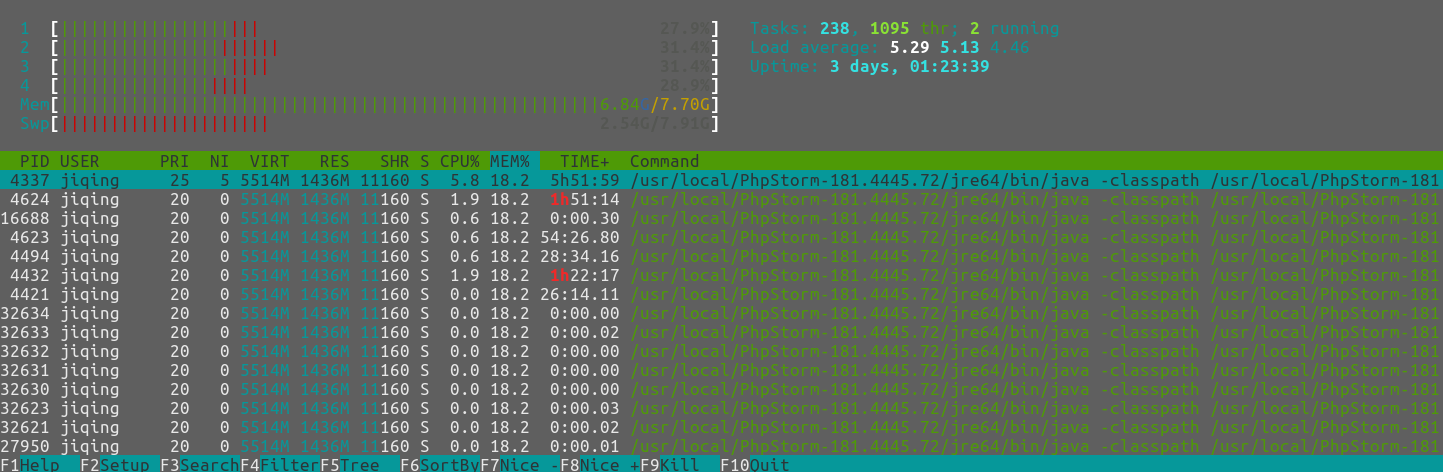 1 [|||||||||||||||||||| 27.9%] Tasks: 238, 1095 thr; 2 running
2 [|||||||||||||||||||||| 31.4%] Load average: 5.29 5.13 4.46
3 [||||||||||||||||||||| 31.4%] Uptime: 3 days, 01:23:39
4 [||||||||||||||||||| 28.9%]
Mem[||||||||||||||||||||||||||||||||||||||||||||||||||||||6.84/7.70G]
Swp[||||||||||||||||||||| 2.54G/7.91G]
PID USER PRI NI VIRT RES SHR S CPU% MEM% TIME+ Command
4337 jiqing 25 5 5514M 1436M 11160 S 5.8 18.2 5h51:59 /usr/local/PhpStorm-181.4445.72/jre64/bin/java -classpath /usr/local/PhpStorm-181
4624 jiqing 20 0 5514M 1436M 11160 S 1.9 18.2 1h51:14 /usr/local/PhpStorm-181.4445.72/jre64/bin/java -classpath /usr/local/PhpStorm-181
16688 jiqing 20 0 5514M 1436M 11160 S 0.6 18.2 0:00.30 /usr/local/PhpStorm-181.4445.72/jre64/bin/java -classpath /usr/local/PhpStorm-181
4623 jiqing 20 0 5514M 1436M 11160 S 0.6 18.2 54:26.80 /usr/local/PhpStorm-181.4445.72/jre64/bin/java -classpath /usr/local/PhpStorm-181
4494 jiqing 20 0 5514M 1436M 11160 S 0.6 18.2 28:34.16 /usr/local/PhpStorm-181.4445.72/jre64/bin/java -classpath /usr/local/PhpStorm-181
4432 jiqing 20 0 5514M 1436M 11160 S 1.9 18.2 1h22:17 /usr/local/PhpStorm-181.4445.72/jre64/bin/java -classpath /usr/local/PhpStorm-181
4421 jiqing 20 0 5514M 1436M 11160 S 0.0 18.2 26:14.11 /usr/local/PhpStorm-181.4445.72/jre64/bin/java -classpath /usr/local/PhpStorm-181
32634 jiqing 20 0 5514M 1436M 11160 S 0.0 18.2 0:00.00 /usr/local/PhpStorm-181.4445.72/jre64/bin/java -classpath /usr/local/PhpStorm-181
32633 jiqing 20 0 5514M 1436M 11160 S 0.0 18.2 0:00.02 /usr/local/PhpStorm-181.4445.72/jre64/bin/java -classpath /usr/local/PhpStorm-181
32632 jiqing 20 0 5514M 1436M 11160 S 0.0 18.2 0:00.00 /usr/local/PhpStorm-181.4445.72/jre64/bin/java -classpath /usr/local/PhpStorm-181
32631 jiqing 20 0 5514M 1436M 11160 S 0.0 18.2 0:00.00 /usr/local/PhpStorm-181.4445.72/jre64/bin/java -classpath /usr/local/PhpStorm-181
32630 jiqing 20 0 5514M 1436M 11160 S 0.0 18.2 0:00.00 /usr/local/PhpStorm-181.4445.72/jre64/bin/java -classpath /usr/local/PhpStorm-181
32623 jiqing 20 0 5514M 1436M 11160 S 0.0 18.2 0:00.03 /usr/local/PhpStorm-181.4445.72/jre64/bin/java -classpath /usr/local/PhpStorm-181
32621 jiqing 20 0 5514M 1436M 11160 S 0.0 18.2 0:00.02 /usr/local/PhpStorm-181.4445.72/jre64/bin/java -classpath /usr/local/PhpStorm-181
27950 jiqing 20 0 5514M 1436M 11160 S 0.0 18.2 0:00.01 /usr/local/PhpStorm-181.4445.72/jre64/bin/java -classpath /usr/local/PhpStorm-181
F1Help F2Setup F3SearchF4FilterF5Tree F6SortByF7Nice -F8Nice +F9Kill F10Quit